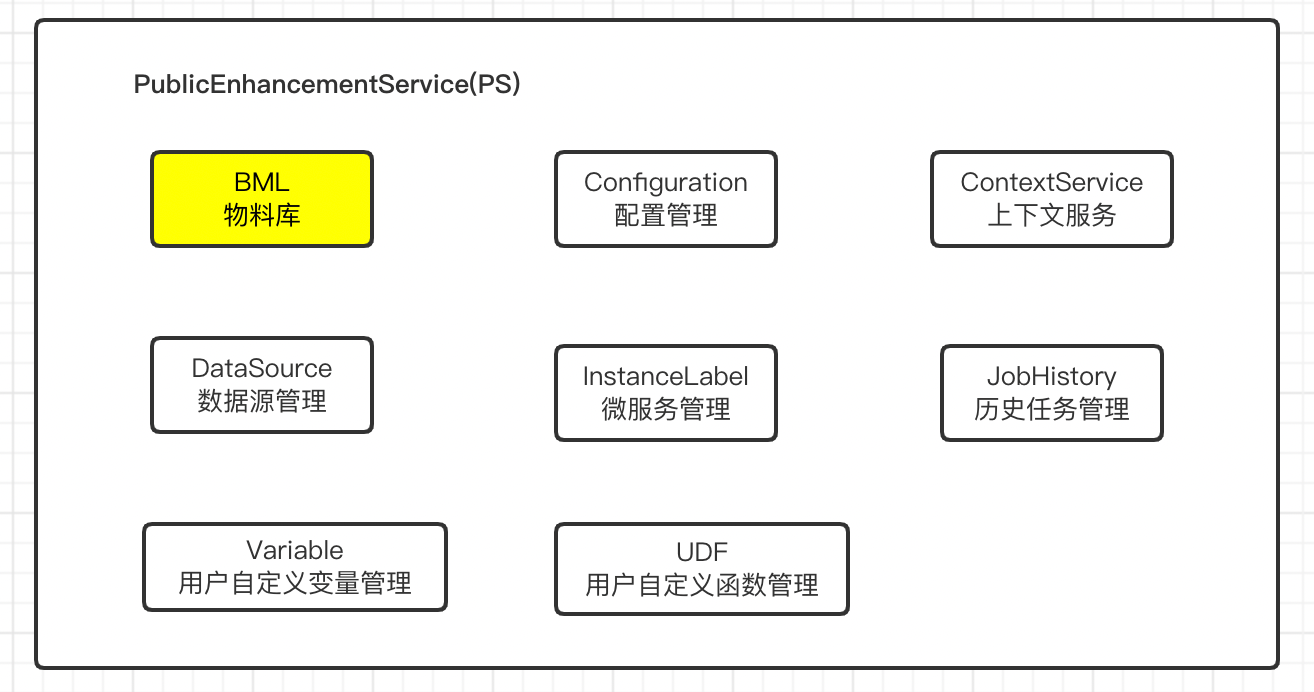 PublicEnhancementService(PS)
BML
物料库
Configuration
配置管理
ContextService
上下文服务
DataSource
数据源管理
InstanceLabel
微服务管理
JobHistory
历史任务管理
Variable
用户自定义变量管理
UDF
用户自定义函数管理